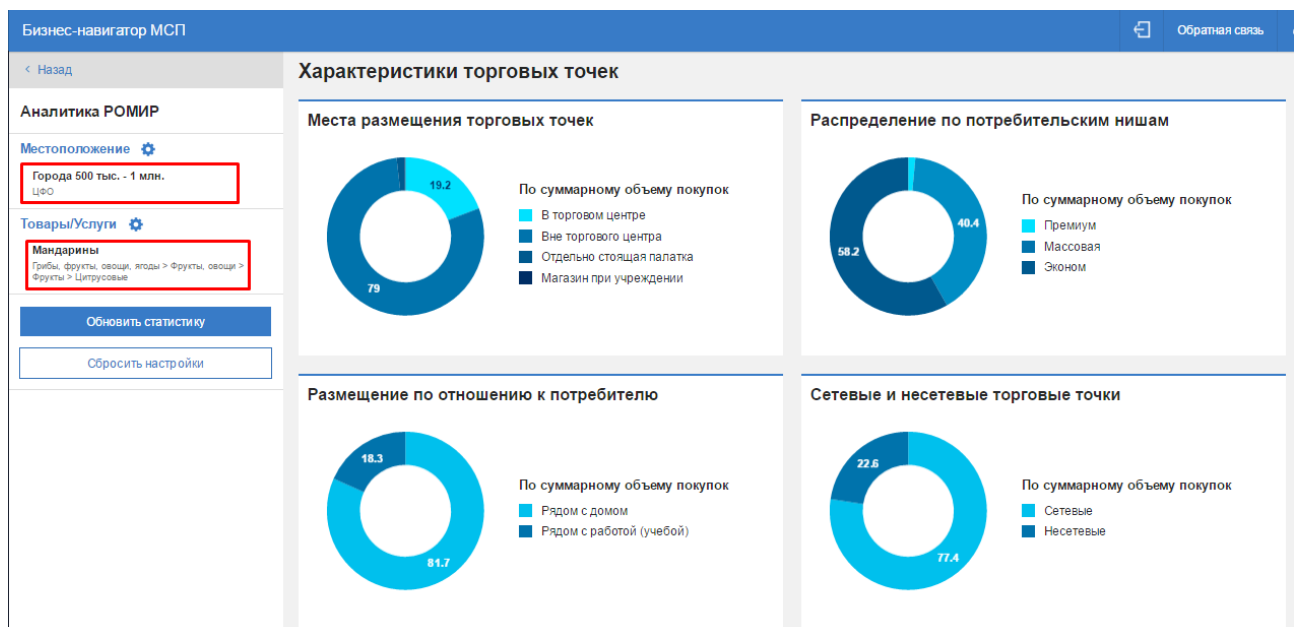 Бизнес-навигатор МСП
Обратная связь
< Назад
Аналитика РОМИР
Местоположение
Города 500 тыс. - 1 млн.
ЦФО
Товары/Услуги
Мандарины
Грибы, фрукты, овощи, ягоды > Фрукты, овощи >
Фрукты > Цитрусовые
Обновить статистику
Сбросить настройки
Характеристики торговых точек
Места размещения торговых точек
19.2
79
По суммарному объему покупок
В торговом центре
Вне торгового центра
Отдельно стоящая палатка
Магазин при учреждении
Распределение по потребительским нишам
40.4
58.2
По суммарному объему покупок
Премиум
Массовая
Эконом
Размещение по отношению к потребителю
18.3
81.7
По суммарному объему покупок
Рядом с домом
Рядом с работой (учебой)
Сетевые и несетевые торговые точки
22.6
77.4
По суммарному объему покупок
Сетевые
Несетевые